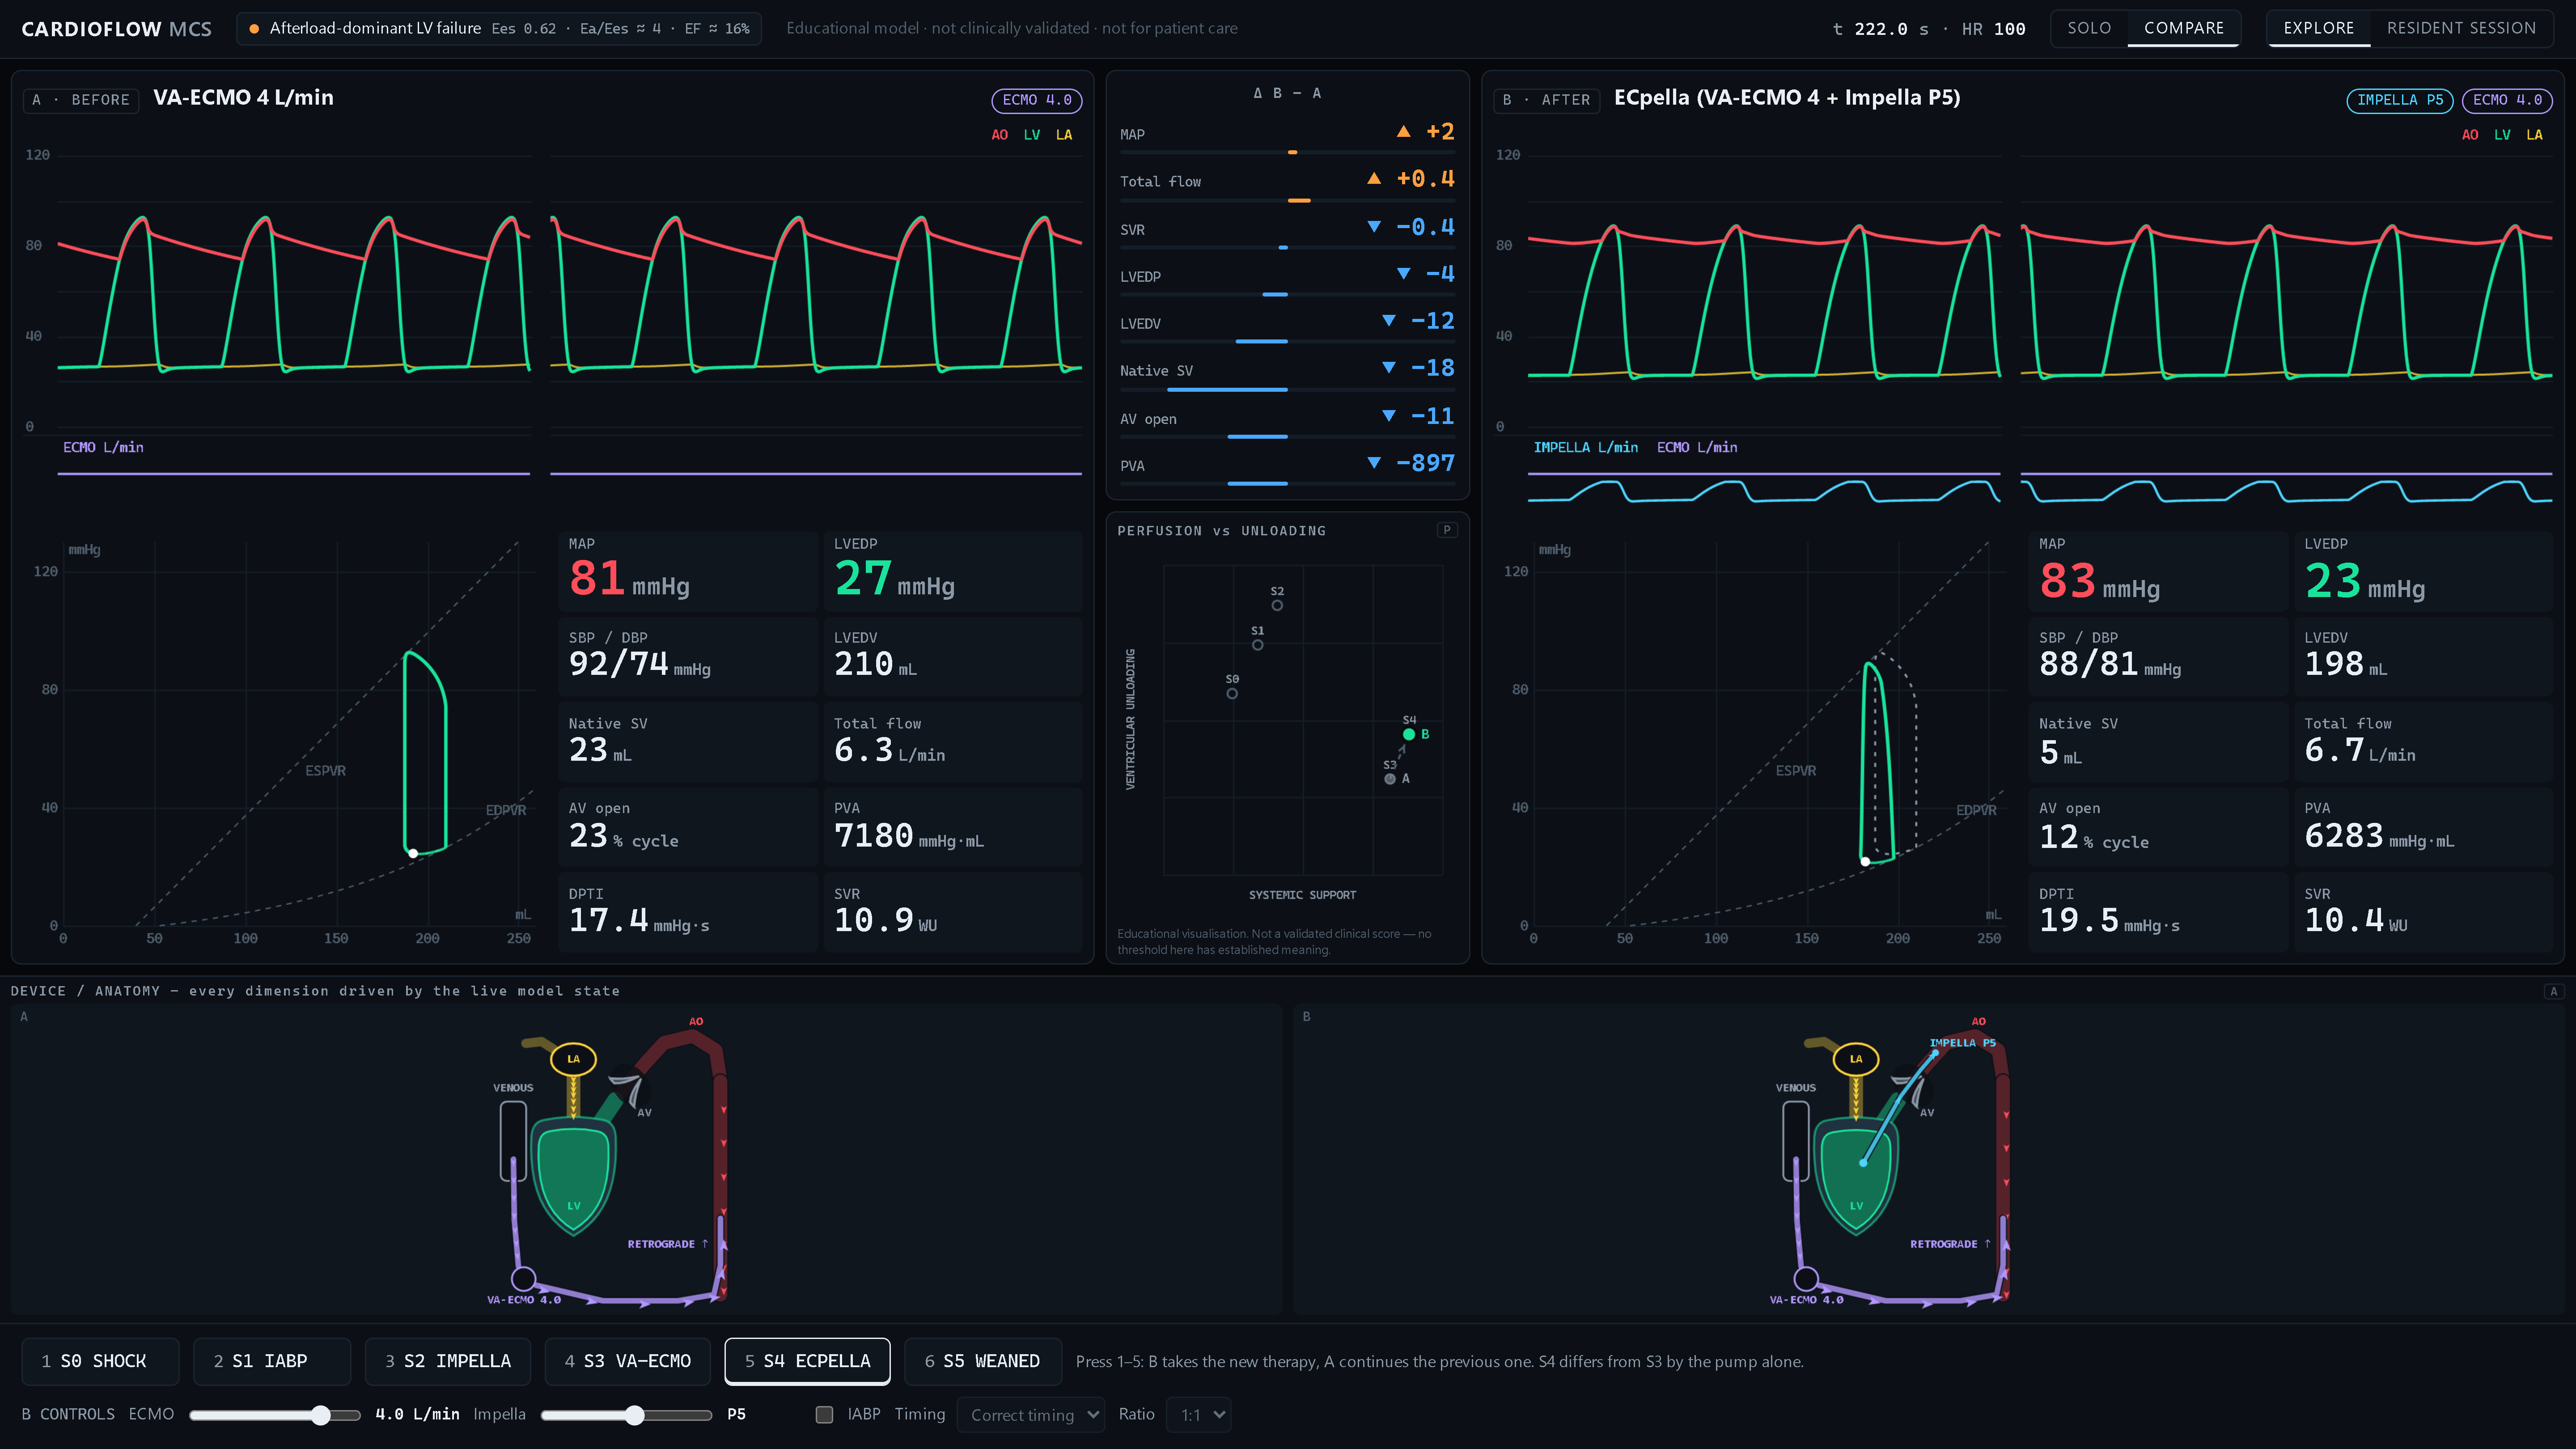 CARDIOFLOW MCS
Afterload-dominant LV failure Ees 0.62 · Ea/Ees ≈ 4 · EF ≈ 16%
Educational model · not clinically validated · not for patient care
t 222.0 s · HR 100
SOLO COMPARE
EXPLORE RESIDENT SESSION
A · BEFORE VA-ECMO 4 L/min
ECMO 4.0
AO LV LA
120
80
40
0
ECMO L/min
mmHg
120
80
40
0
ESPVR
EDPVR
mL
0 50 100 150 200 250
MAP
81 mmHg
LVEDP
27 mmHg
SBP / DBP
92/74 mmHg
LVEDV
210 mL
Native SV
23 mL
Total flow
6.3 L/min
AV open
23 % cycle
PVA
7180 mmHg·mL
DPTI
17.4 mmHg·s
SVR
10.9 WU
Δ B − A
MAP ▲ +2
Total flow ▲ +0.4
SVR ▼ −0.4
LVEDP ▼ −4
LVEDV ▼ −12
Native SV ▼ −18
AV open ▼ −11
PVA ▼ −897
PERFUSION vs UNLOADING P
VENTRICULAR UNLOADING
S2
S1
S0
S4
B
S3
A
SYSTEMIC SUPPORT
Educational visualisation. Not a validated clinical score — no
threshold here has established meaning.
B · AFTER ECpella (VA-ECMO 4 + Impella P5)
IMPELLA P5 ECMO 4.0
AO LV LA
120
80
40
0
IMPELLA L/min ECMO L/min
mmHg
120
80
40
0
ESPVR
EDPVR
mL
0 50 100 150 200 250
MAP
83 mmHg
LVEDP
23 mmHg
SBP / DBP
88/81 mmHg
LVEDV
198 mL
Native SV
5 mL
Total flow
6.7 L/min
AV open
12 % cycle
PVA
6283 mmHg·mL
DPTI
19.5 mmHg·s
SVR
10.4 WU
DEVICE / ANATOMY — every dimension driven by the live model state A
A
AO
LA
VENOUS
AV
LV
RETROGRADE ↑
VA-ECMO 4.0
B
AO
IMPELLA P5
LA
VENOUS
AV
LV
RETROGRADE ↑
VA-ECMO 4.0
1 S0 SHOCK
2 S1 IABP
3 S2 IMPELLA
4 S3 VA-ECMO
5 S4 ECPELLA
6 S5 WEANED
Press 1–5: B takes the new therapy, A continues the previous one. S4 differs from S3 by the pump alone.
B CONTROLS ECMO 4.0 L/min Impella P5 IABP Timing Correct timing Ratio 1:1